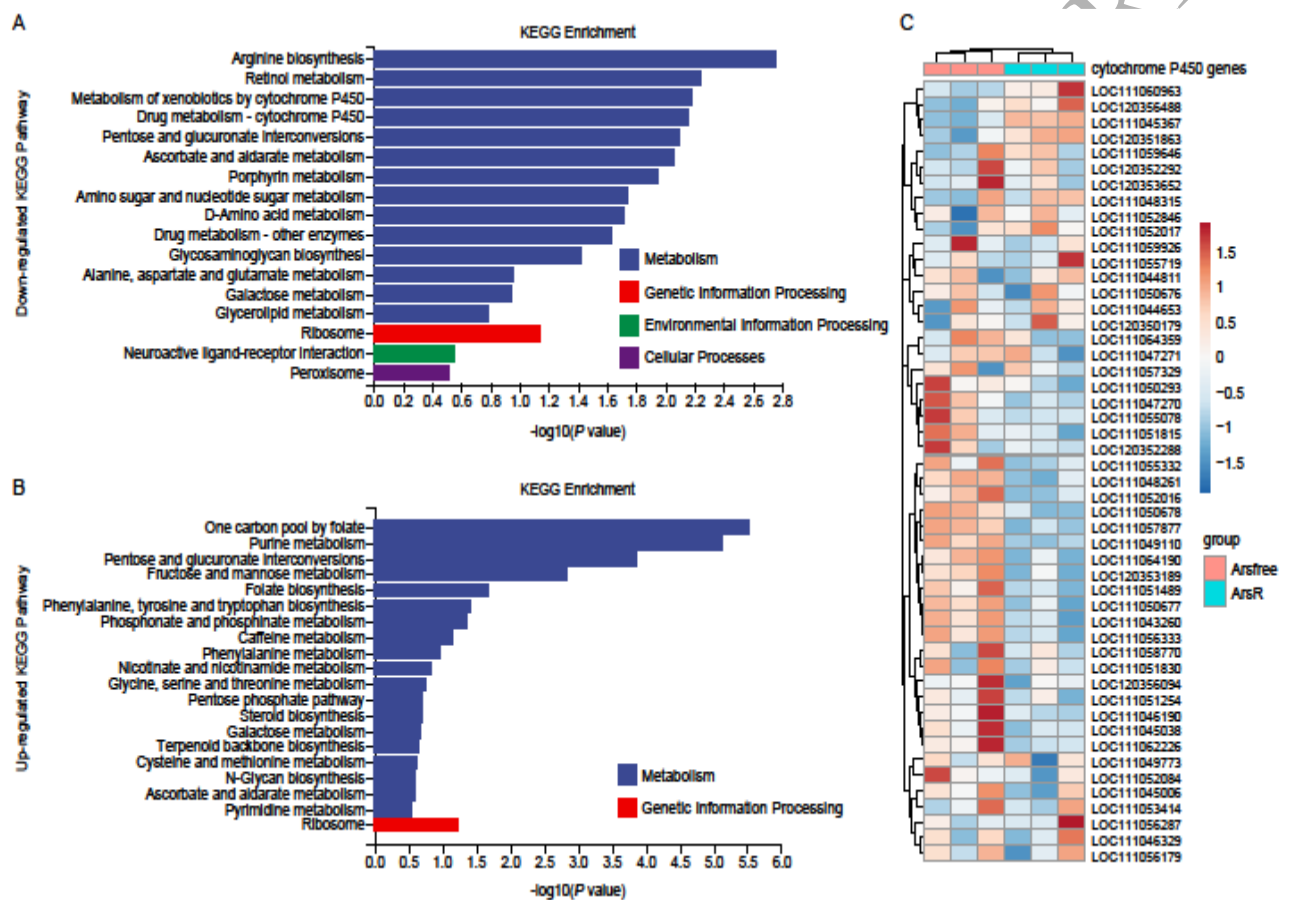 A
KEGG Enrichment
Down-regulated KEGG Pathway
Arginine biosynthesis
Retinol metabolism
Metabolism of xenobiotics by cytochrome P450
Drug metabolism - cytochrome P450
Pentose and glucuronate interconversions
Ascorbate and aldarate metabolism
Porphyrin metabolism
Amino sugar and nucleotide sugar metabolism
D-Amino acid metabolism
Drug metabolism - other enzymes
Glycosaminoglycan biosynthesi
Alanine, aspartate and glutamate metabolism
Galactose metabolism
Glycerolipid metabolism
Ribosome
Neuroactive ligand-receptor interaction
Peroxisome
Metabolism
Genetic Information Processing
Environmental Information Processing
Cellular Processes
0.0 0.2 0.4 0.6 0.8 1.0 1.2 1.4 1.6 1.8 2.0 2.2 2.4 2.6 2.8
-log10(P value)
B
KEGG Enrichment
Up-regulated KEGG Pathway
One carbon pool by folate
Purine metabolism
Pentose and glucuronate interconversions
Fructose and mannose metabolism
Folate biosynthesis
Phenylalanine, tyrosine and tryptophan biosynthesis
Phosphonate and phosphinate metabolism
Caffeine metabolism
Phenylalanine metabolism
Nicotinate and nicotinamide metabolism
Glycine, serine and threonine metabolism
Pentose phosphate pathway
Steroid biosynthesis
Galactose metabolism
Terpenoid backbone biosynthesis
Cysteine and methionine metabolism
N-Glycan biosynthesis
Ascorbate and aldarate metabolism
Pyrimidine metabolism
Ribosome
Metabolism
Genetic Information Processing
0.0 0.5 1.0 1.5 2.0 2.5 3.0 3.5 4.0 4.5 5.0 5.5 6.0
-log10(P value)
C
cytochrome P450 genes
LOC111060963
LOC120356488
LOC111045367
LOC120351863
LOC111059646
LOC120352292
LOC120353652
LOC111048315
LOC111052846
LOC111052017
LOC111059926
LOC111055719
LOC111044811
LOC111050676
LOC111044653
LOC120350179
LOC111064359
LOC111047271
LOC111057329
LOC111050293
LOC111047270
LOC111055078
LOC111051815
LOC120352288
LOC111055332
LOC111048261
LOC111052016
LOC111050678
LOC111057877
LOC111049110
LOC111064190
LOC120353189
LOC111051489
LOC111050677
LOC111043260
LOC111056333
LOC111058770
LOC111051830
LOC120356094
LOC111051254
LOC111046190
LOC111045038
LOC111062226
LOC111049773
LOC111052084
LOC111045006
LOC111053414
LOC111056287
LOC111046329
LOC111056179
1.5
1
0.5
0
−0.5
−1
−1.5
group
Arsfree
ArsR